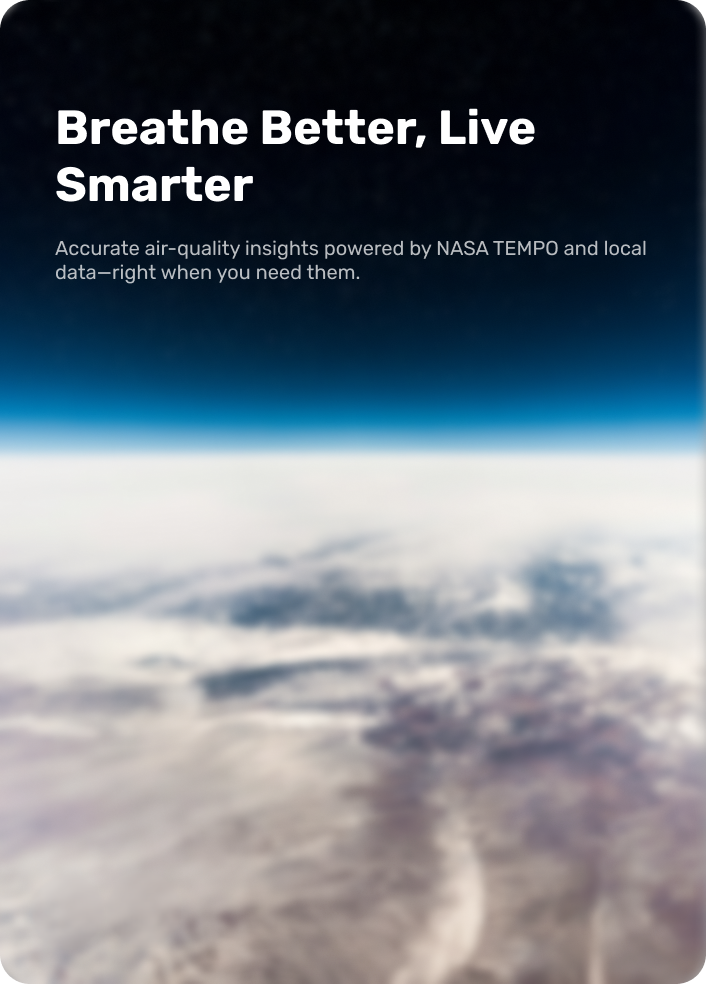 Breathe Better, Live
Smarter
Accurate air-quality insights powered by NASA TEMPO and local
data—right when you need them.